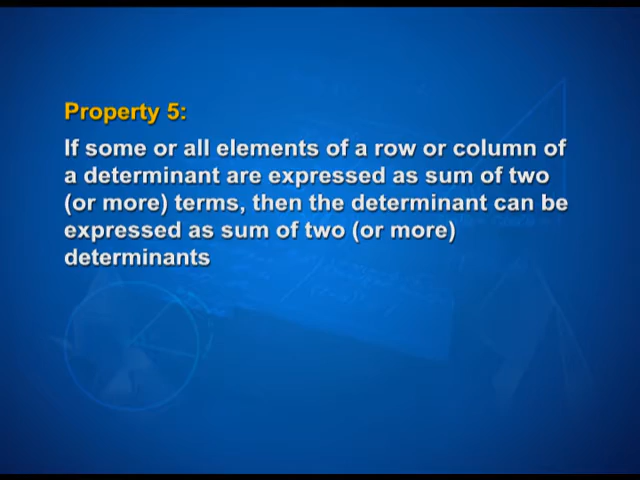 Property 5:
If some or all elements of a row or column of
a determinant are expressed as sum of two
(or more) terms, then the determinant can be
expressed as sum of two (or more)
determinants